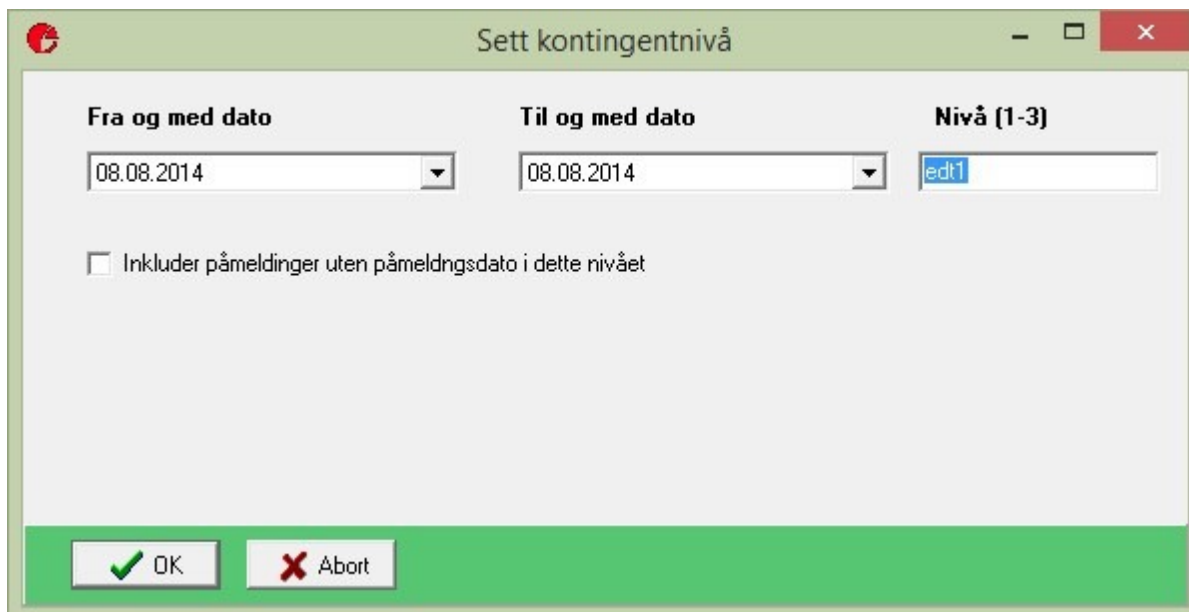 Sett kontingentnivå
Fra og med dato Til og med dato Nivå (1-3)
08.08.2014 08.08.2014 edt1
Inkluder påmeldinger uten påmeldngsdato i dette nivået
OK Abort